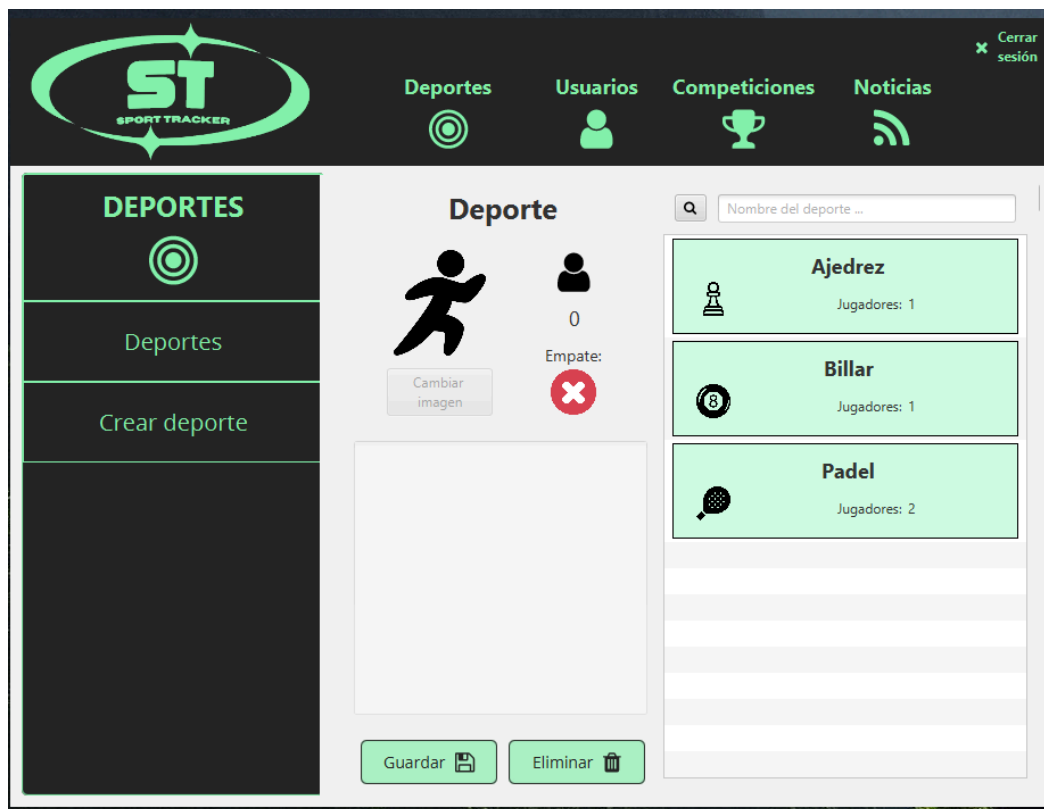 ST
SPORT TRACKER
Deportes
Usuarios
Competiciones
Noticias
Cerrar
sesión
DEPORTES
Deportes
Crear deporte
Deporte
0
Empate:
Cambiar
imagen
Guardar
Eliminar
Nombre del deporte ...
Ajedrez
Jugadores: 1
Billar
8
Jugadores: 1
Padel
Jugadores: 2